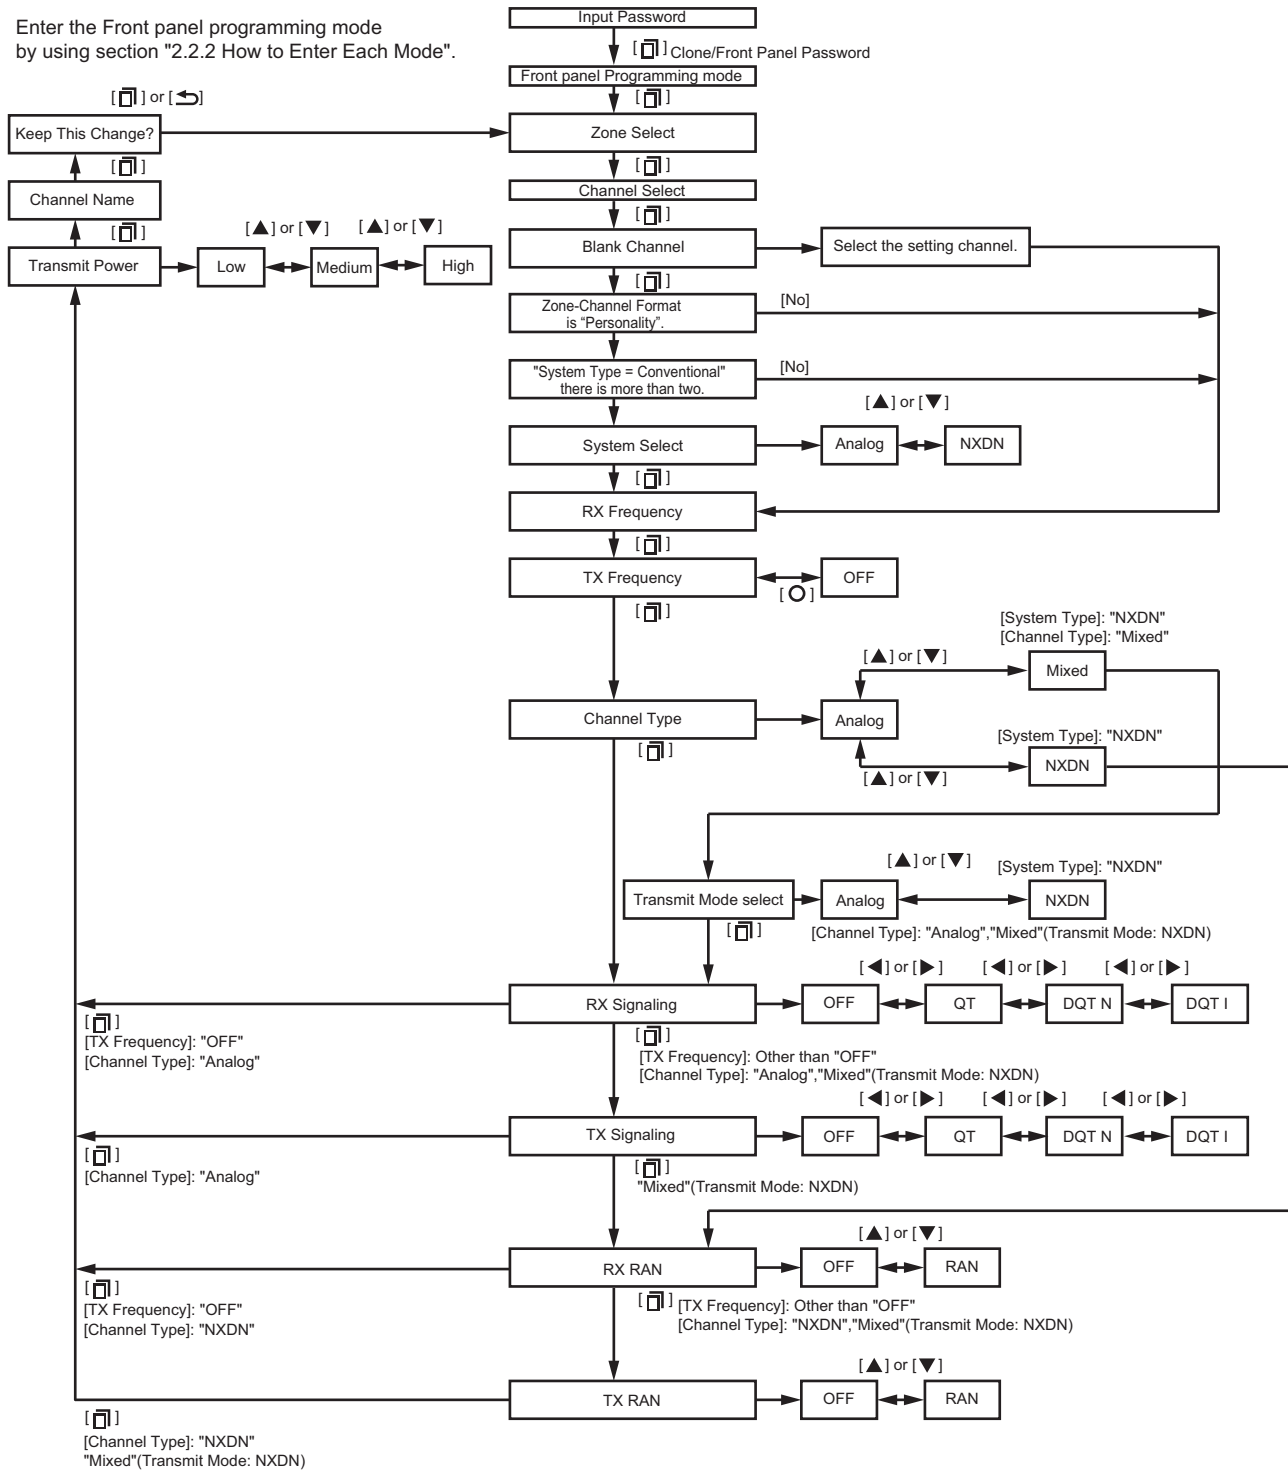 Enter the Front panel programming mode
by using section "2.2.2 How to Enter Each Mode".
Input Password
[ ] Clone/Front Panel Password
Front panel Programming mode
[ ]
[ ] or [ ]
Keep This Change?
Zone Select
[ ]
[ ]
Channel Name
Channel Select
[ ]
[ ]
[▲] or [▼]
[▲] or [▼]
Transmit Power
Low
Medium
High
Blank Channel
Select the setting channel.
[ ]
Zone-Channel Format
is “Personality”.
[No]
"System Type = Conventional"
there is more than two.
[No]
[▲] or [▼]
System Select
Analog
NXDN
[ ]
RX Frequency
[ ]
TX Frequency
OFF
[ O ]
[ ]
[System Type]: "NXDN"
[Channel Type]: "Mixed"
[▲] or [▼]
Mixed
Channel Type
Analog
[System Type]: "NXDN"
[ ]
NXDN
[▲] or [▼]
[▲] or [▼]
[System Type]: "NXDN"
Transmit Mode select
Analog
NXDN
[ ]
[Channel Type]: "Analog","Mixed"(Transmit Mode: NXDN)
[◀] or [▶]
[◀] or [▶]
[◀] or [▶]
RX Signaling
OFF
QT
DQT N
DQT I
[ ]
[TX Frequency]: "OFF"
[Channel Type]: "Analog"
[ ]
[TX Frequency]: Other than "OFF"
[Channel Type]: "Analog","Mixed"(Transmit Mode: NXDN)
[◀] or [▶]
[◀] or [▶]
[◀] or [▶]
TX Signaling
OFF
QT
DQT N
DQT I
[ ]
[Channel Type]: "Analog"
[ ]
"Mixed"(Transmit Mode: NXDN)
[▲] or [▼]
RX RAN
OFF
RAN
[ ]
[TX Frequency]: "OFF"
[Channel Type]: "NXDN"
[ ] [TX Frequency]: Other than "OFF"
[Channel Type]: "NXDN","Mixed"(Transmit Mode: NXDN)
[▲] or [▼]
TX RAN
OFF
RAN
[ ]
[Channel Type]: "NXDN"
"Mixed"(Transmit Mode: NXDN)